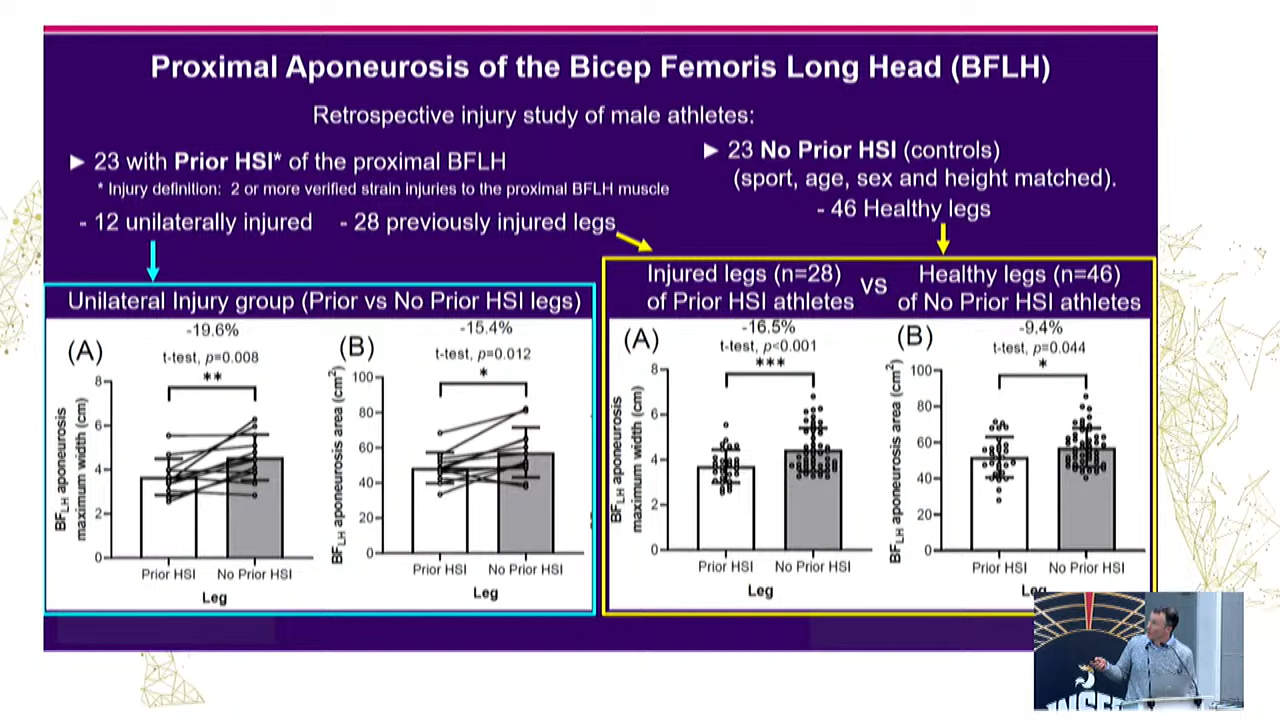 Proximal Aponeurosis of the Bicep Femoris Long Head (BFLH)
Retrospective injury study of male athletes:
► 23 with Prior HSI* of the proximal BFLH
* Injury definition: 2 or more verified strain injuries to the proximal BFLH muscle
- 12 unilaterally injured - 28 previously injured legs
► 23 No Prior HSI (controls)
(sport, age, sex and height matched).
- 46 Healthy legs
Unilateral Injury group (Prior vs No Prior HSI legs)
(A)
-19.6%
t-test, p=0.008
**
BFLH aponeurosis
maximum width (cm)
8
6
4
2
0
Prior HSI No Prior HSI
Leg
(B)
-15.4%
t-test, p=0.012
*
BFLH aponeurosis area (cm2)
100
80
60
40
20
0
Prior HSI No Prior HSI
Leg
Injured legs (n=28)
of Prior HSI athletes
VS
Healthy legs (n=46)
of No Prior HSI athletes
(A)
-16.5%
t-test, p<0.001
***
BFLH aponeurosis
maximum width (cm)
8
6
4
2
0
Prior HSI No Prior HSI
Leg
(B)
-9.4%
t-test, p=0.044
*
BFLH aponeurosis area (cm2)
100
80
60
40
20
0
Prior HSI No Prior HSI
Leg